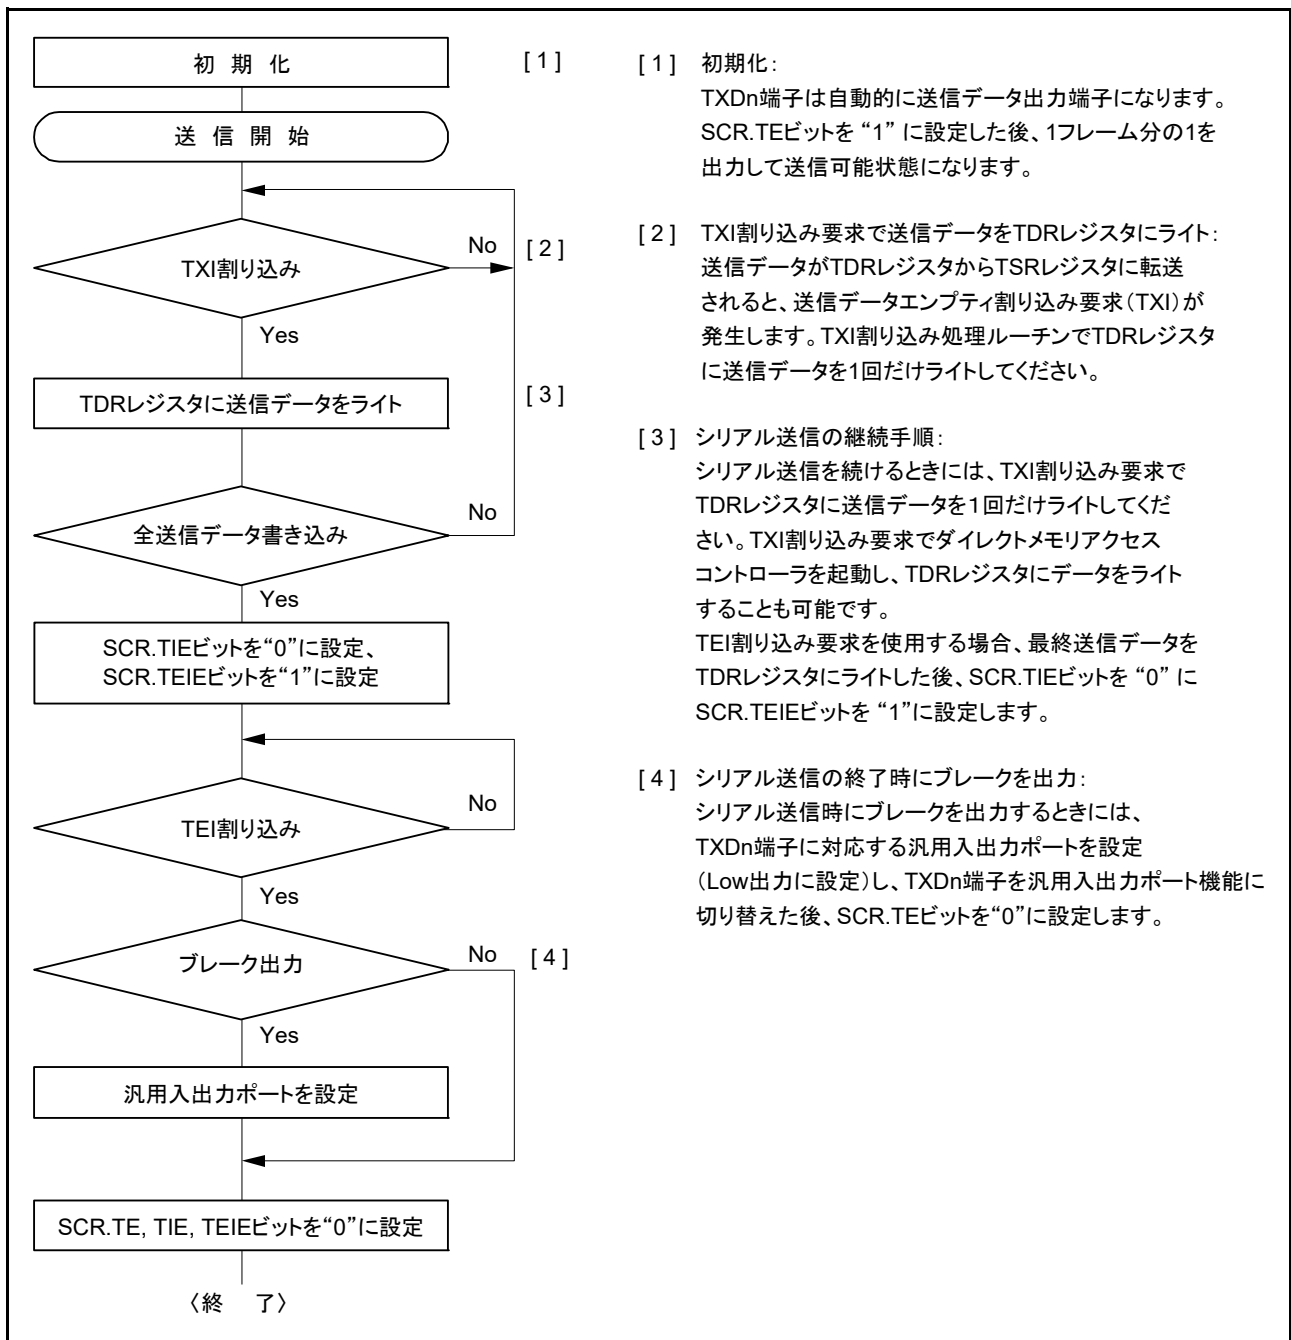 初 期 化
[ 1 ]
送 信 開 始
TXI割り込み
No
[ 2 ]
Yes
TDRレジスタに送信データをライト
[ 3 ]
全送信データ書き込み
No
Yes
SCR.TIEビットを“0”に設定、
SCR.TEIEビットを“1”に設定
TEI割り込み
No
Yes
ブレーク出力
No
[ 4 ]
Yes
汎用入出力ポートを設定
SCR.TE, TIE, TEIEビットを“0”に設定
〈終 了〉
[ 1 ] 初期化：
TXDn端子は自動的に送信データ出力端子になります。
SCR.TEビットを “1” に設定した後、1フレーム分の1を
出力して送信可能状態になります。
[ 2 ] TXI割り込み要求で送信データをTDRレジスタにライト：
送信データがTDRレジスタからTSRレジスタに転送
されると、送信データエンプティ割り込み要求（TXI）が
発生します。TXI割り込み処理ルーチンでTDRレジスタ
に送信データを1回だけライトしてください。
[ 3 ] シリアル送信の継続手順：
シリアル送信を続けるときには、TXI割り込み要求で
TDRレジスタに送信データを1回だけライトしてくだ
さい。TXI割り込み要求でダイレクトメモリアクセス
コントローラを起動し、TDRレジスタにデータをライト
することも可能です。
TEI割り込み要求を使用する場合、最終送信データを
TDRレジスタにライトした後、SCR.TIEビットを “0” に
SCR.TEIEビットを “1”に設定します。
[ 4 ] シリアル送信の終了時にブレークを出力：
シリアル送信時にブレークを出力するときには、
TXDn端子に対応する汎用入出力ポートを設定
（Low出力に設定）し、TXDn端子を汎用入出力ポート機能に
切り替えた後、SCR.TEビットを“0”に設定します。